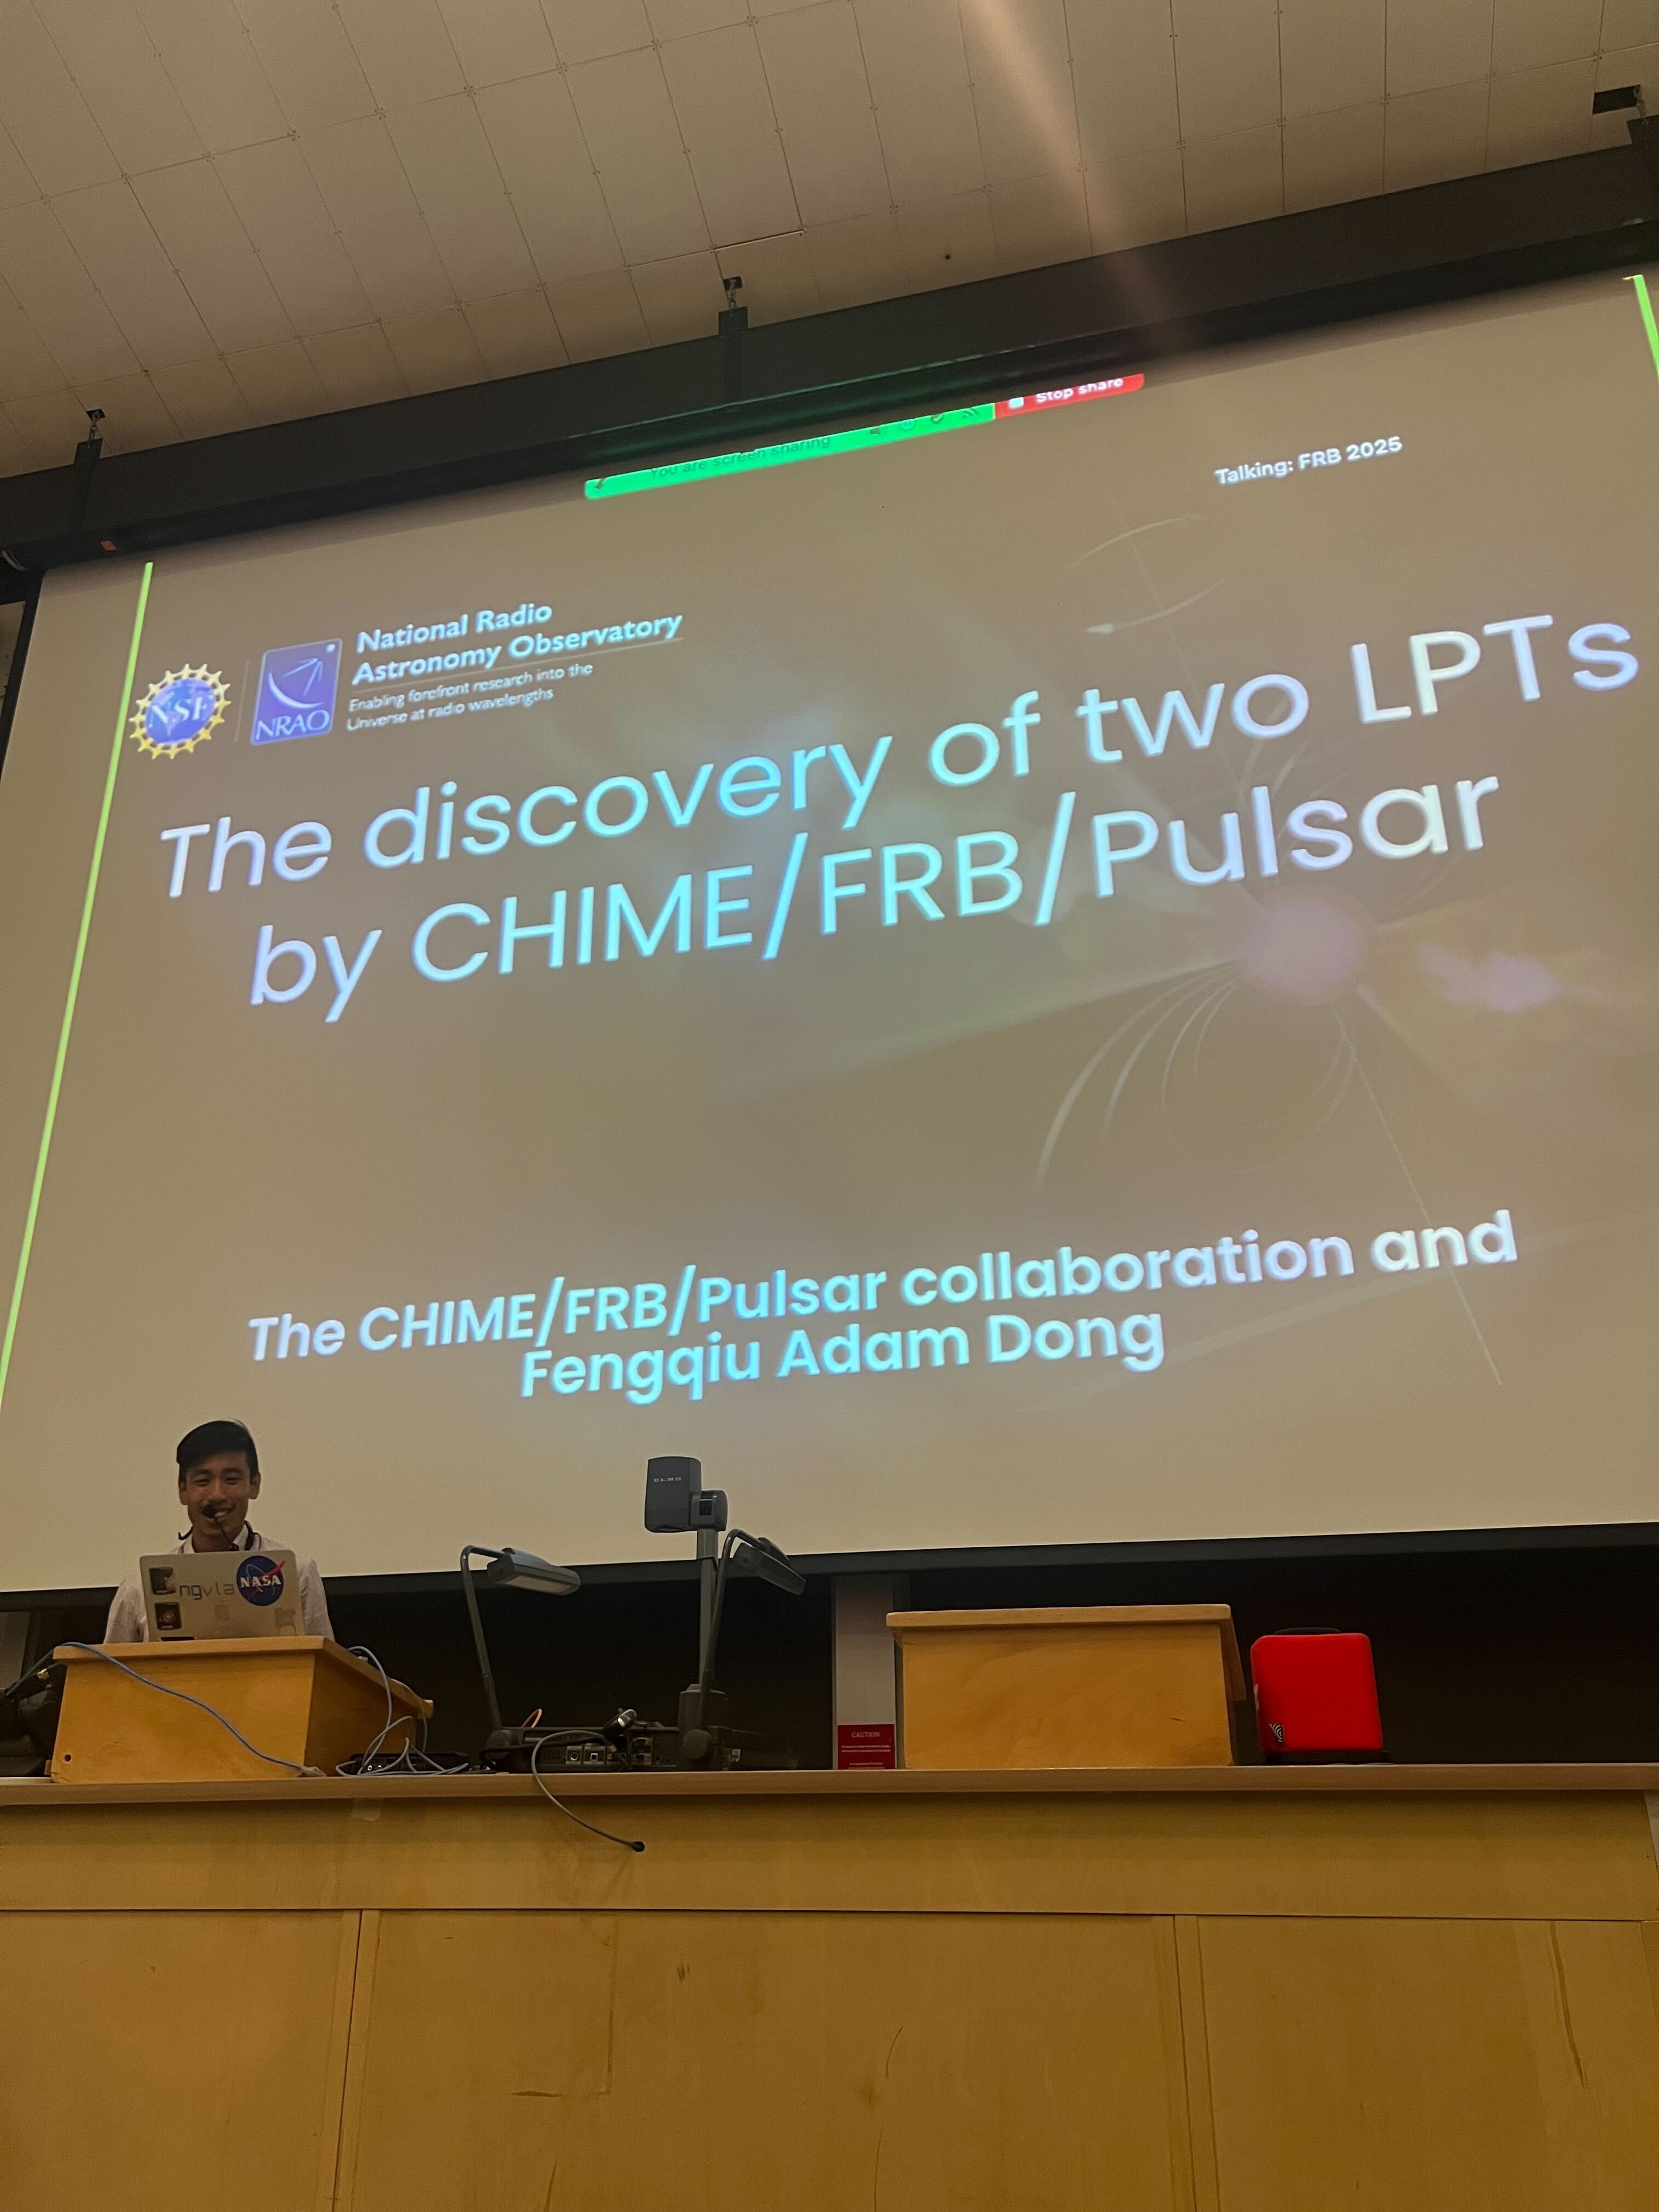 You are screen sharing
Stop share
Talking: FRB 2025
NSF
NRAO
National Radio
Astronomy Observatory
Enabling forefront research into the
Universe at radio wavelengths
The discovery of two LPTs
by CHIME/FRB/Pulsar
The CHIME/FRB/Pulsar collaboration and
Fengqiu Adam Dong
ELMO
ngvla
NASA
CAUTION